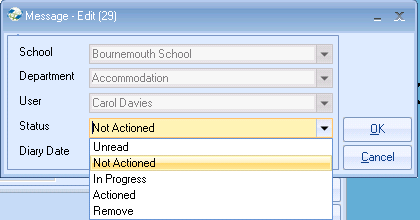 Message - Edit (29)
School Bournemouth School
Department Accommodation
User Carol Davies
Status Not Actioned
OK
Diary Date
Unread
Not Actioned
Cancel
In Progress
Actioned
Remove